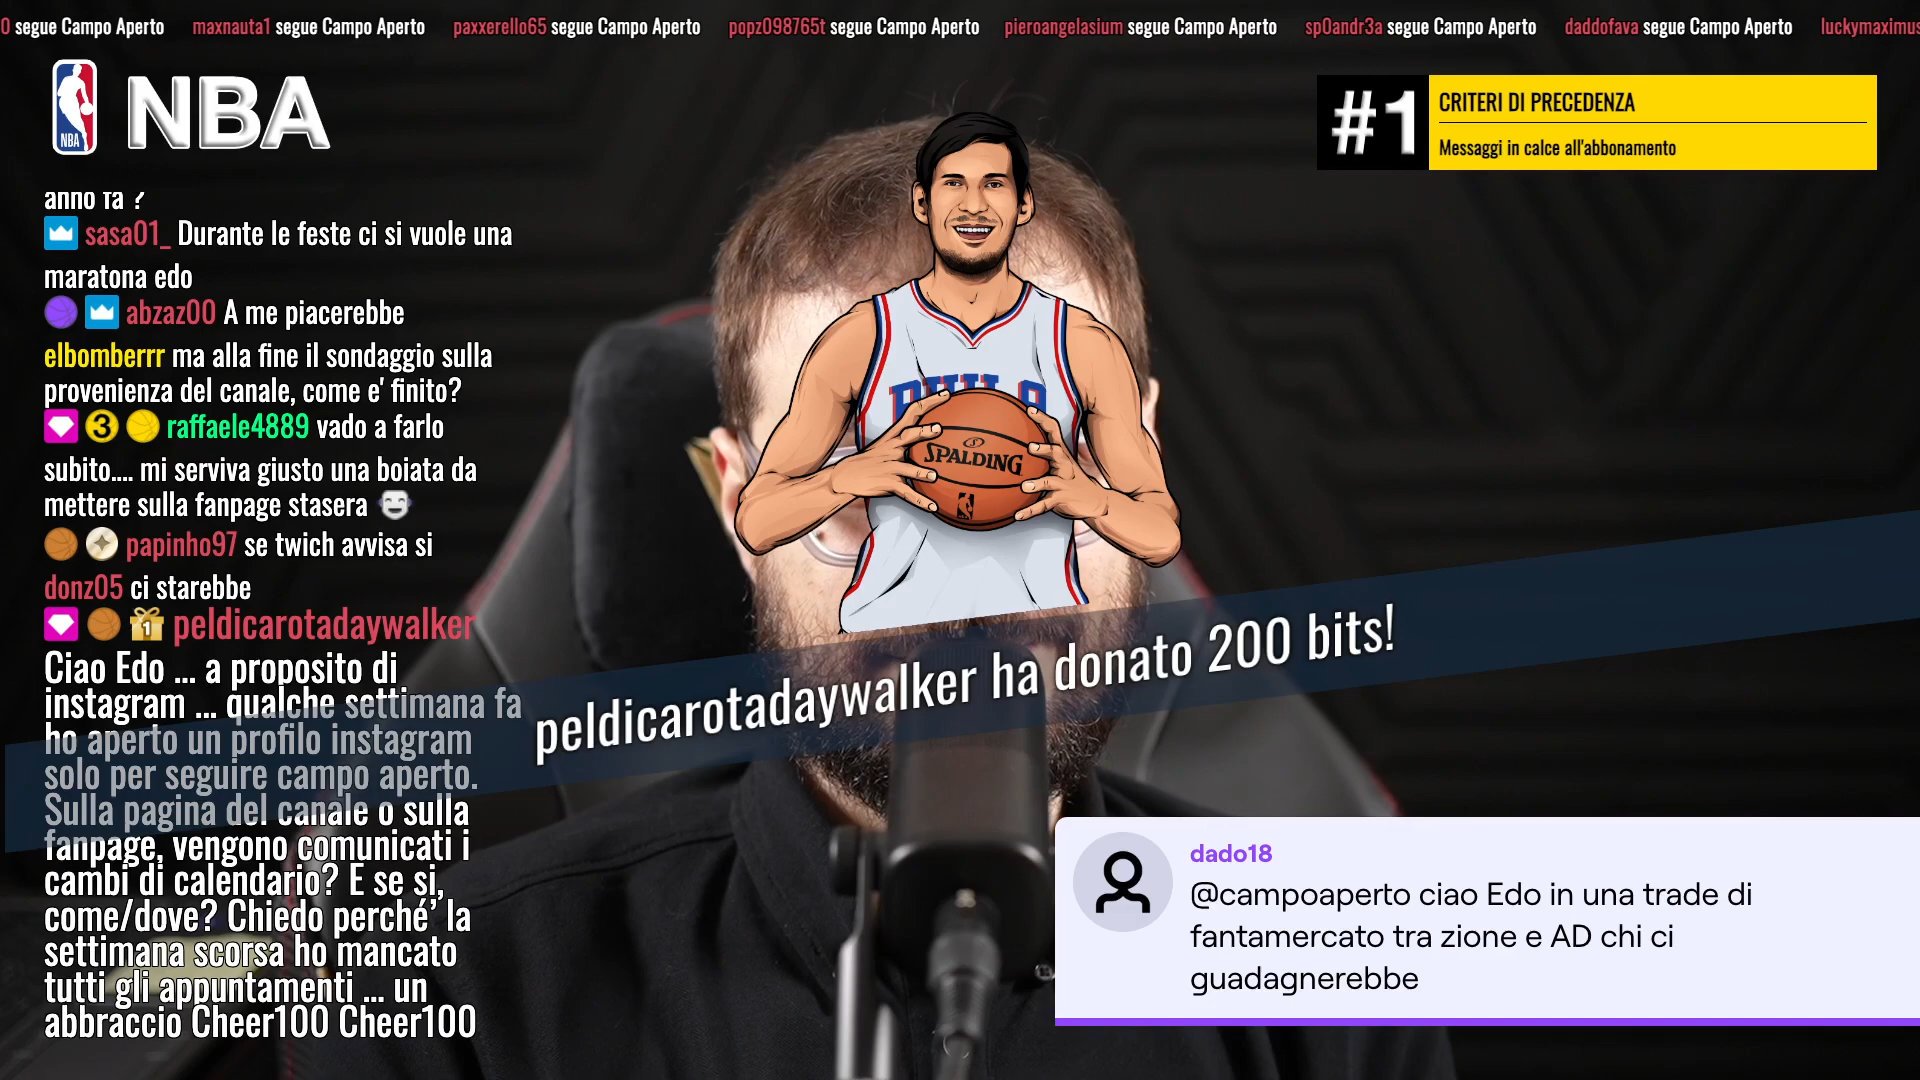 0 segue Campo Aperto maxnauta1 segue Campo Aperto paxxerello65 segue Campo Aperto popz098765t segue Campo Aperto pieroangelasium segue Campo Aperto sp0andr3a segue Campo Aperto daddofava segue Campo Aperto luckymaximus
NBA
NBA
#1
CRITERI DI PRECEDENZA
Messaggi in calce all'abbonamento
anno fa ?
sasa01_ Durante le feste ci si vuole una
maratona edo
abzaz00 A me piacerebbe
elbomberrr ma alla fine il sondaggio sulla
provenienza del canale, come e' finito?
3 raffaele4889 vado a farlo
subito.... mi serviva giusto una boiata da
mettere sulla fanpage stasera
papinho97 se twich avvisa si
donz05 ci starebbe
1 peldicarotadaywalker
Ciao Edo ... a proposito di
instagram ... qualche settimana fa
ho aperto un profilo instagram
solo per seguire campo aperto.
Sulla pagina del canale o sulla
fanpage, vengono comunicati i
cambi di calendario? E se si,
come/dove? Chiedo perché la
settimana scorsa ho mancato
tutti gli appuntamenti ... un
abbraccio Cheer100 Cheer100
SPALDING
peldicarotadaywalker ha donato 200 bits!
dado18
@campoaperto ciao Edo in una trade di
fantamercato tra zione e AD chi ci
guadagnerebbe